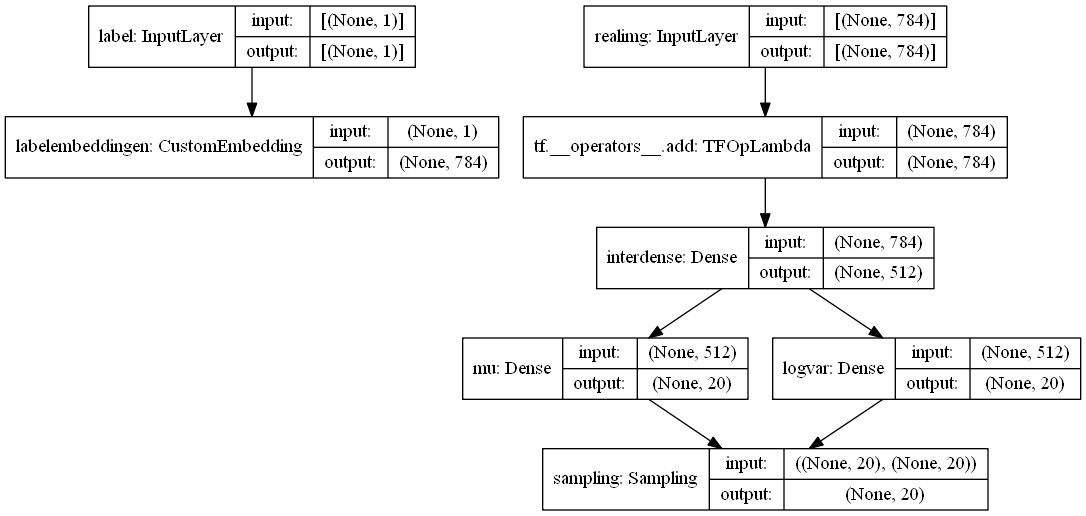 label: InputLayer
input:
[(None, 1)]
output:
[(None, 1)]
realimg: InputLayer
input:
[(None, 784)]
output:
[(None, 784)]
labelembeddingen: CustomEmbedding
input:
(None, 1)
output:
(None, 784)
tf.__operators__.add: TFOpLambda
input:
(None, 784)
output:
(None, 784)
interdense: Dense
input:
(None, 784)
output:
(None, 512)
mu: Dense
input:
(None, 512)
output:
(None, 20)
logvar: Dense
input:
(None, 512)
output:
(None, 20)
sampling: Sampling
input:
((None, 20), (None, 20))
output:
(None, 20)